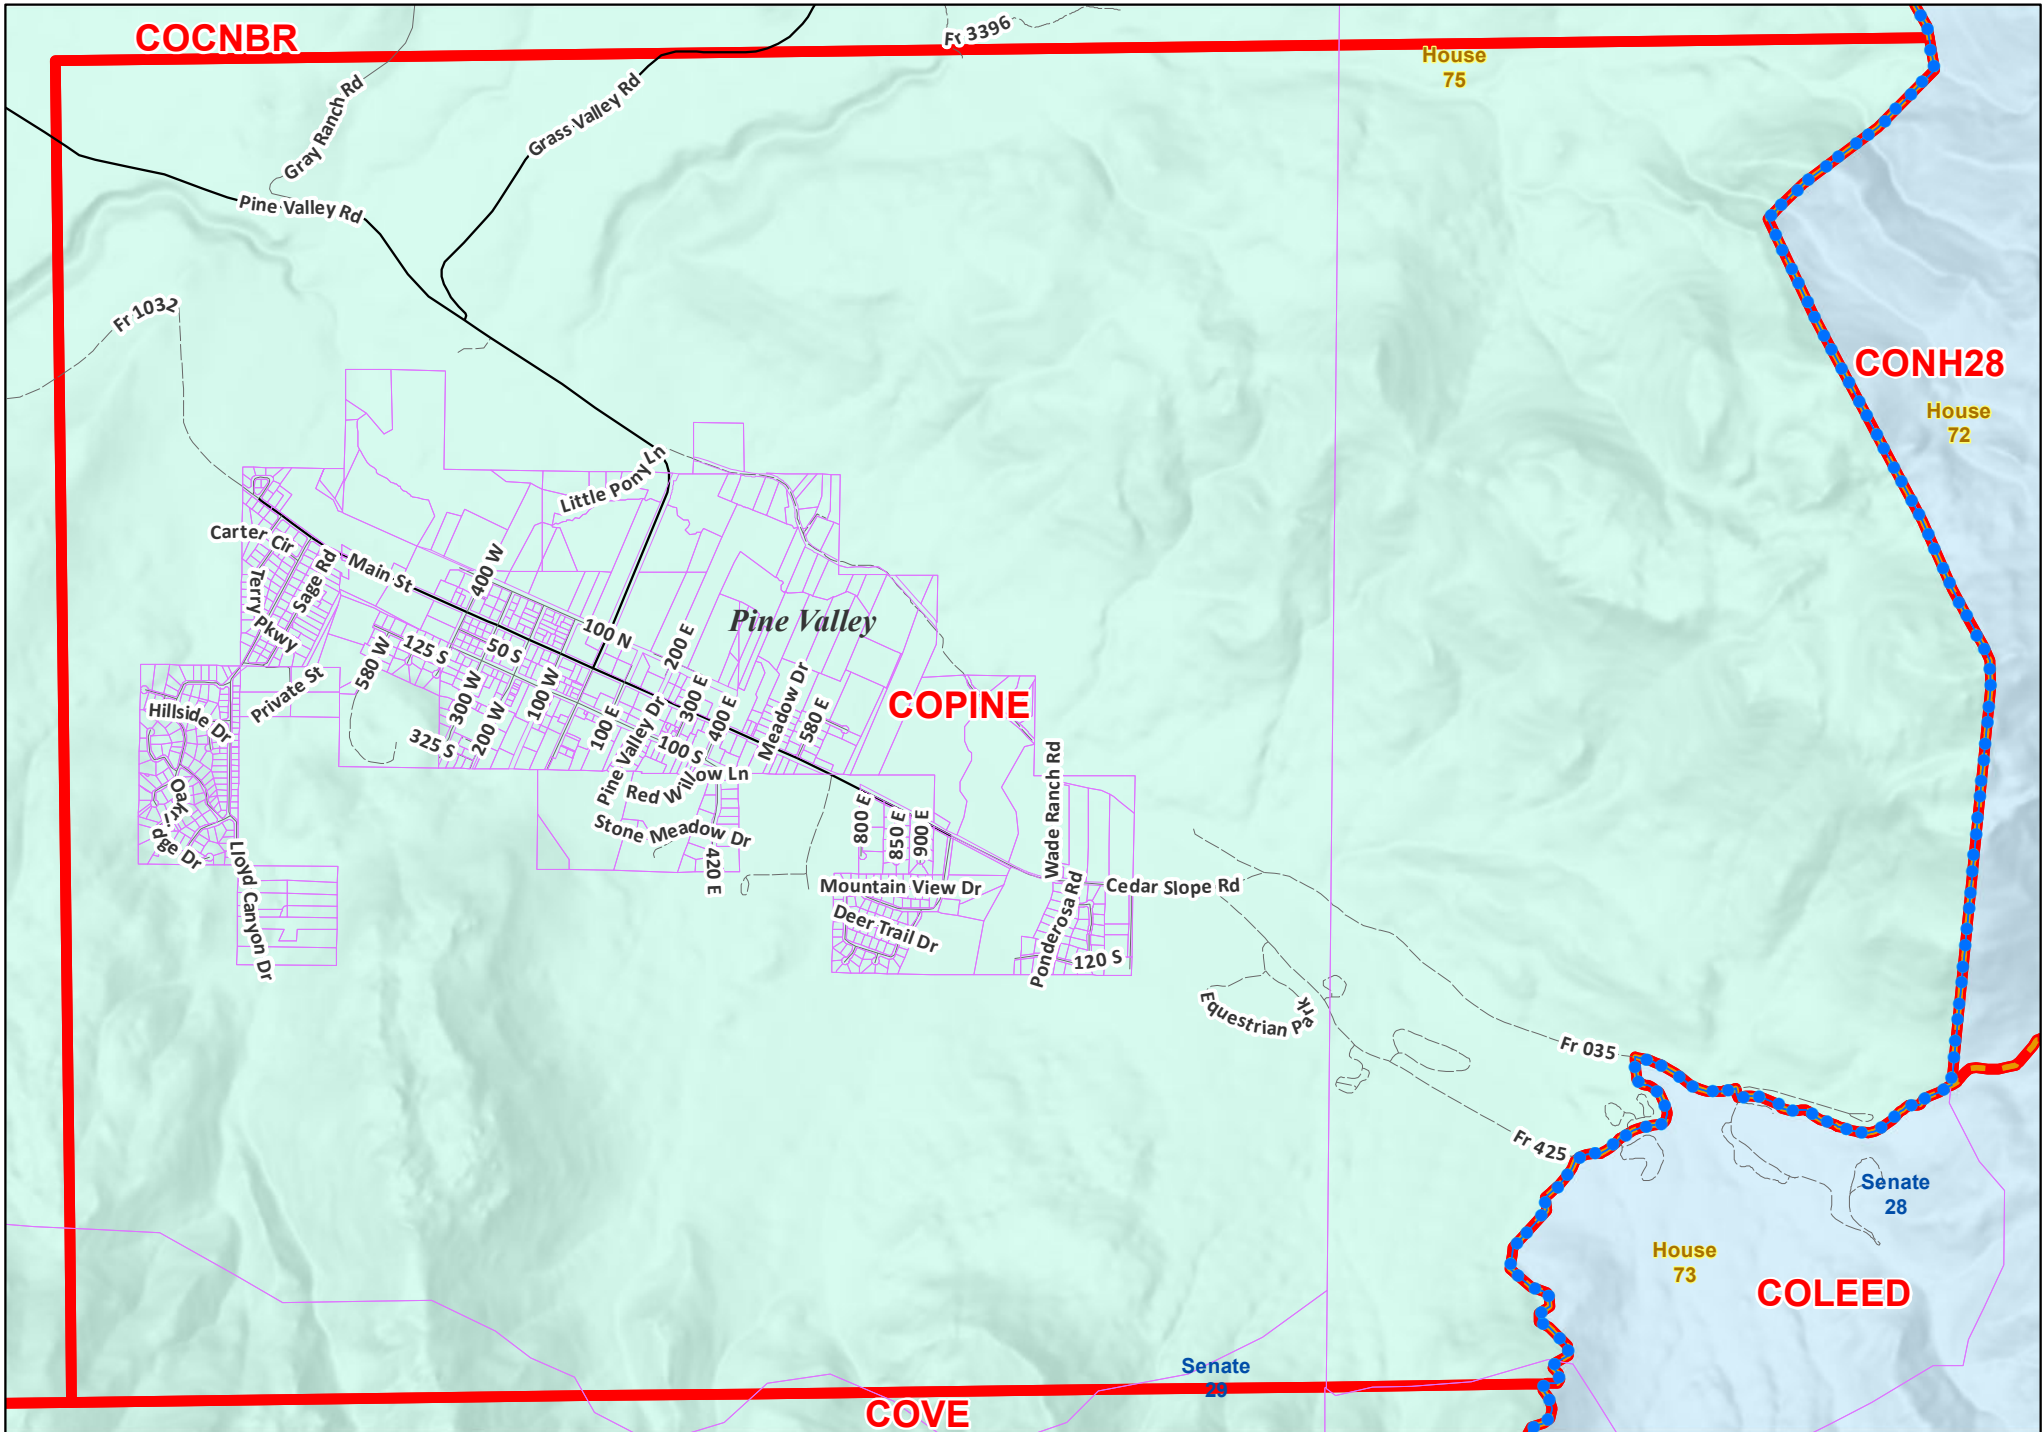 COCNBR
Fr 3396
House
75
Gray Ranch Rd
Grass Valley Rd
Pine Valley Rd
Fr 1032
CONH28
House
72
Little Pony Ln
Carter Cir
Main St
400 W
Sage Rd
Terry Pkwy
100 N
Pine Valley
50 S
125 S
200 E
580 W
Private St
300 W
100 W
300 E
Meadow Dr
COPINE
Hillside Dr
325 S
200 W
100 E
Pine Valley Dr
400 E
580 E
100 S
Red Willow Ln
Wade Ranch Rd
Oakridge Dr
Stone Meadow Dr
800 E
850 E
900 E
Lloyd Canyon Dr
420 E
Mountain View Dr
Cedar Slope Rd
Deer Trail Dr
Ponderosa Rd
120 S
Equestrian Park
Fr 035
Fr 425
Senate
28
House
73
COLEED
Senate
29
COVE